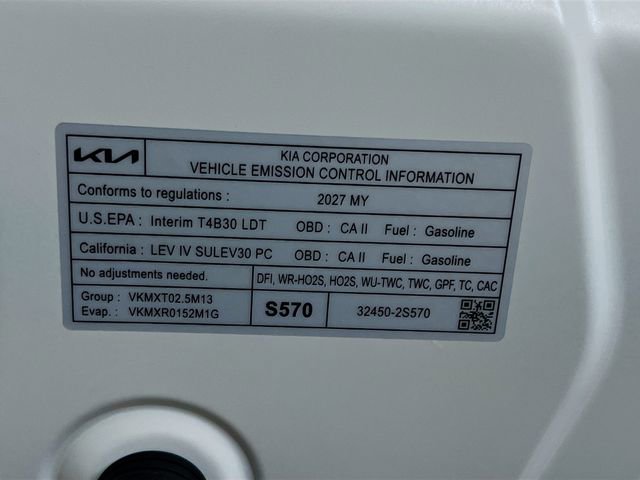 KIA
KIA CORPORATION
VEHICLE EMISSION CONTROL INFORMATION
Conforms to regulations : 2027 MY
U.S.EPA : Interim T4B30 LDT OBD : CA II Fuel : Gasoline
California : LEV IV SULEV30 PC OBD : CA II Fuel : Gasoline
No adjustments needed. DFI, WR-HO2S, HO2S, WU-TWC, TWC, GPF, TC, CAC
Group : VKMXT02.5M13
Evap. : VKMXR0152M1G
S570
32450-2S570